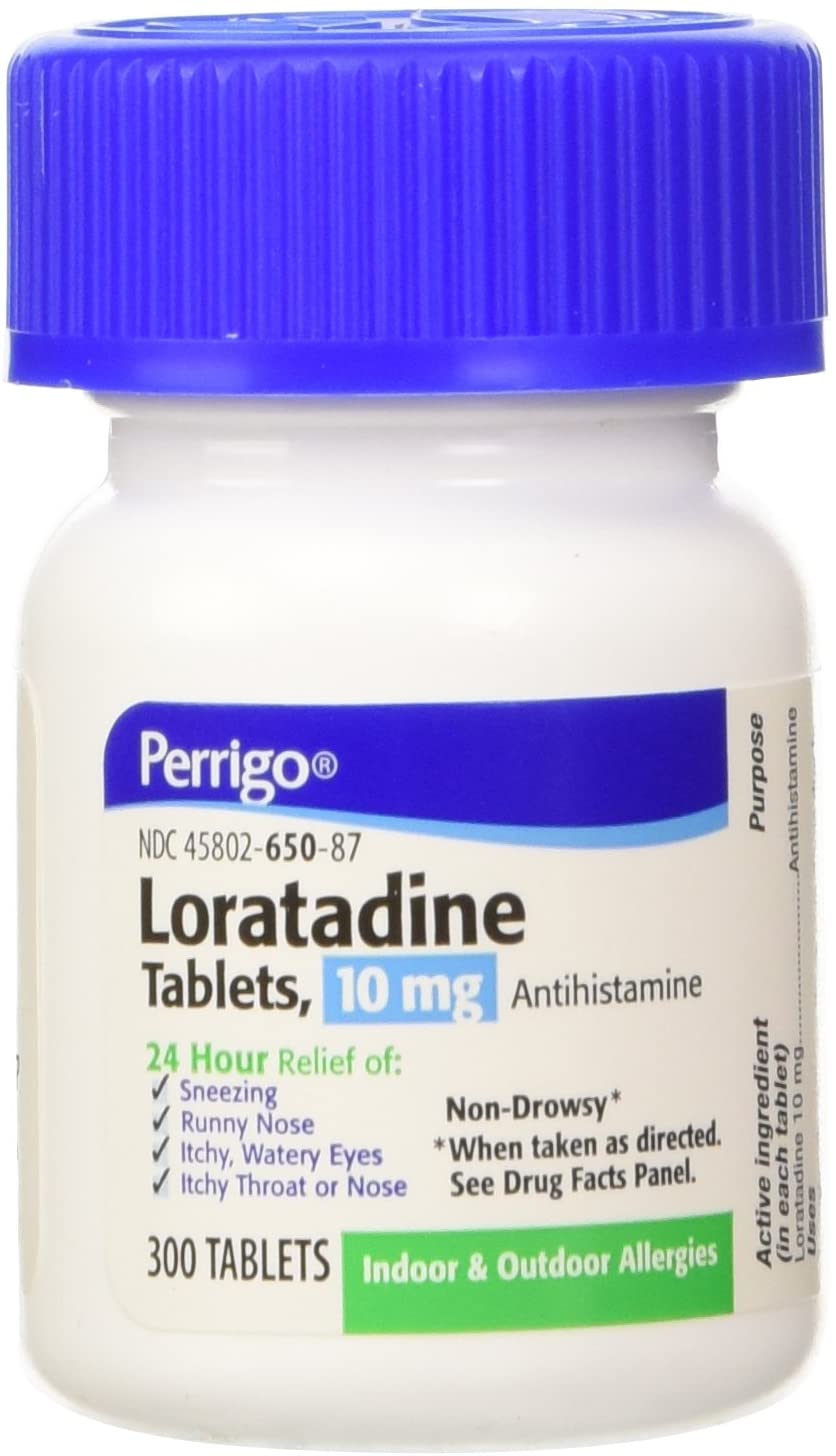 Perrigo®
NDC 45802-650-87
Loratadine
Tablets, 10 mg Antihistamine
24 Hour Relief of:
✓ Sneezing
✓ Runny Nose
✓ Itchy, Watery Eyes
✓ Itchy Throat or Nose
Non-Drowsy*
*When taken as directed.
See Drug Facts Panel.
300 TABLETS
Indoor & Outdoor Allergies
Active ingredient
(in each tablet)
Purpose
Loratadine 10 mg....................Antihistamine
Uses